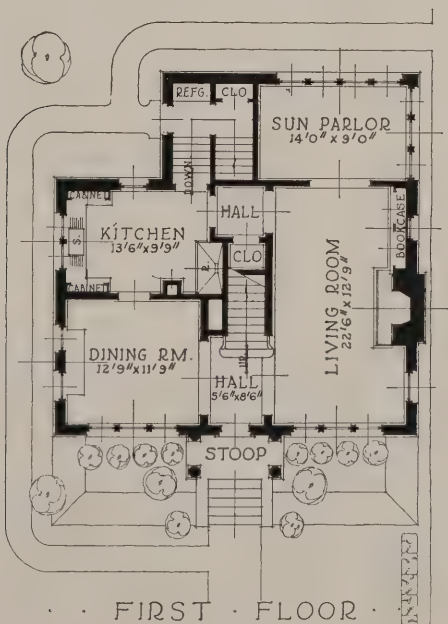 REFG. CLO
SUN PARLOR
14'0" X 9'0"
DOWN
CABINET
HALL
KITCHEN
13'6" X 9'9"
S.
R.
CLO
BOOKCASE
LIVING ROOM
22'6" X 12'9"
CABINET
DINING RM.
12'9" X 11'9"
UP
HALL
5'6" X 8'6"
STOOP
· · FIRST · FLOOR ·